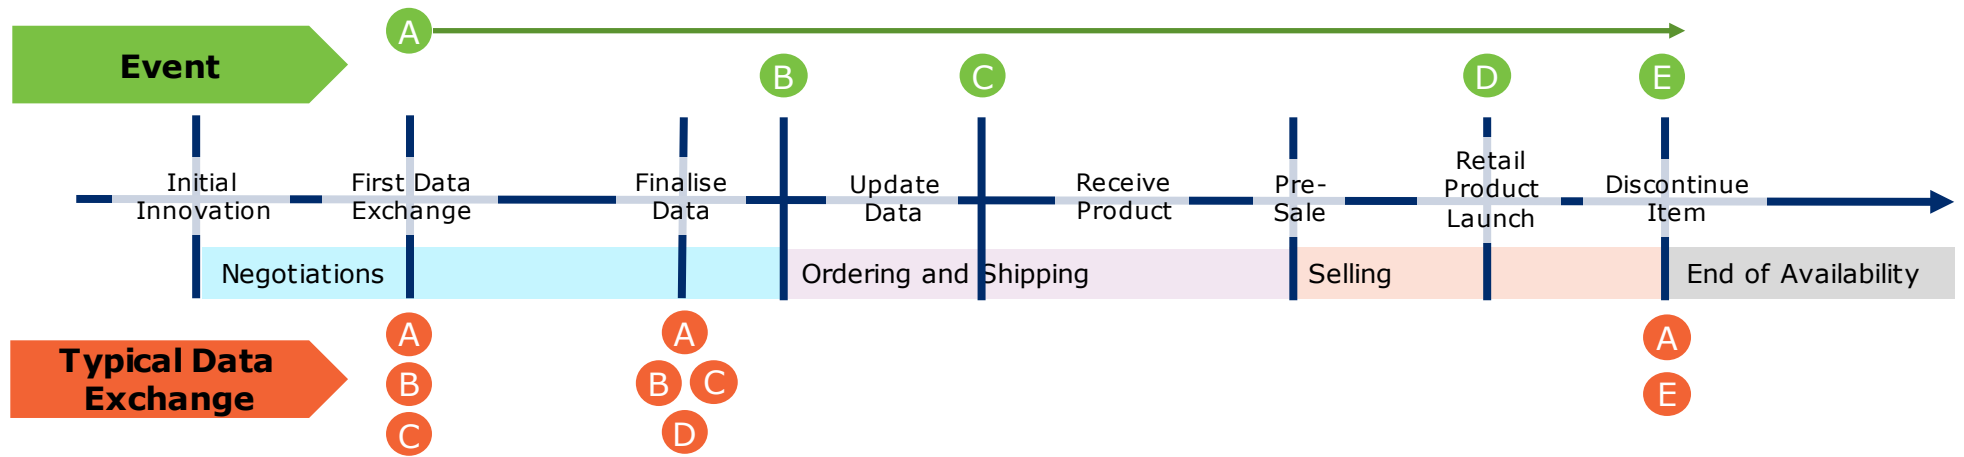 A
Event
B
C
D
E
Initial
Innovation
First Data
Exchange
Finalise
Data
Update
Data
Receive
Product
Pre-
Sale
Retail
Product
Launch
Discontinue
Item
Negotiations
Ordering and Shipping
Selling
End of Availability
Typical Data
Exchange
A
B
C
A
B C
D
A
E